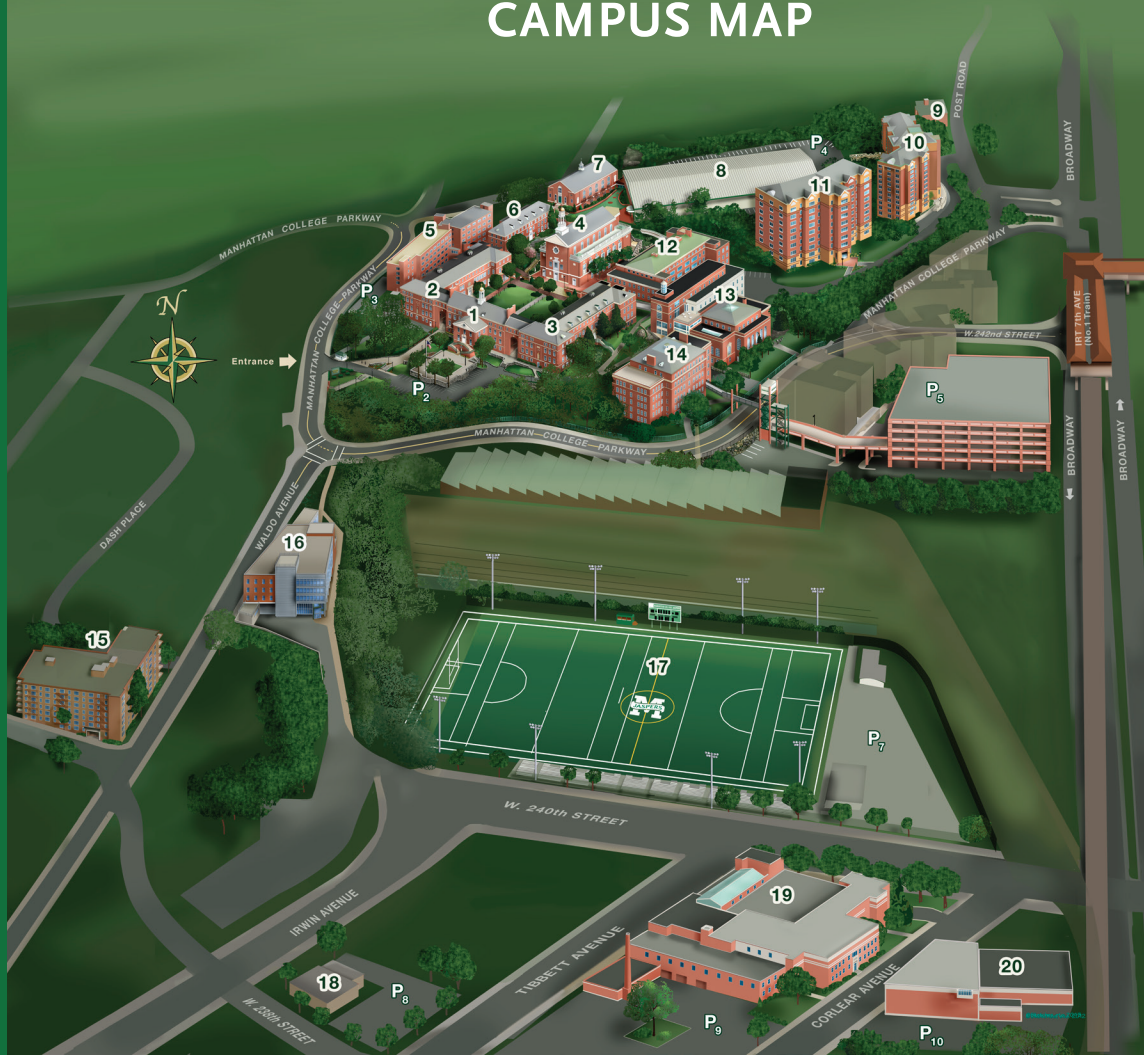 CAMPUS MAP
POST ROAD
9
BROADWAY
10
P4
7
8
11
6
4
MANHATTAN COLLEGE PARKWAY
5
12
MANHATTAN COLLEGE PARKWAY
N
P3
2
13
1
3
MANHATTAN COLLEGE PARKWAY
IRT 7th AVE
(No.1 Train)
W. 242nd STREET
Entrance
14
MANHATTAN COLLEGE PARKWAY
P2
P5
MANHATTAN COLLEGE PARKWAY
BROADWAY
BROADWAY
WALDO AVENUE
DASH PLACE
16
15
17
M
JASPERS
P7
W. 240th STREET
19
IRWIN AVENUE
TIBBETT AVENUE
20
18
P8
CORLEAR AVENUE
W. 238th STREET
P9
P10